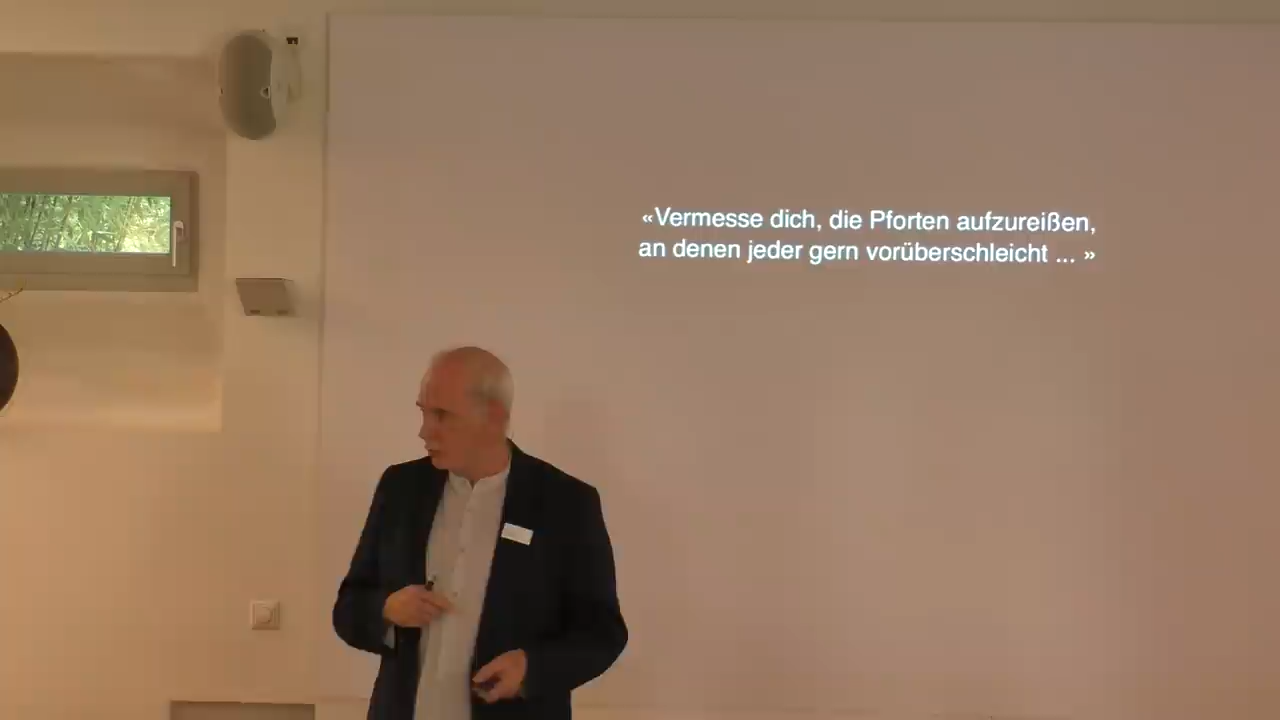 «Vermesse dich, die Pforten aufzureißen,
an denen jeder gern vorüberschleicht ... »